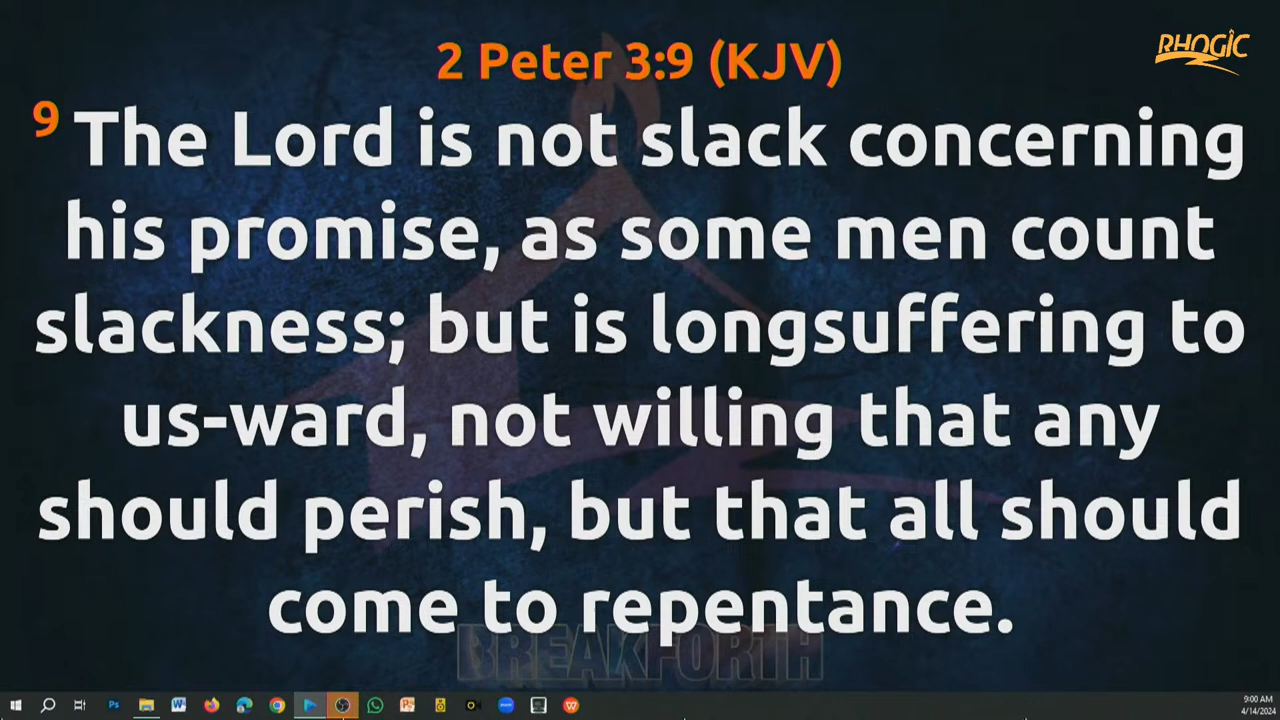 RHOGIC
2 Peter 3:9 (KJV)
9 The Lord is not slack concerning
his promise, as some men count
slackness; but is longsuffering to
us-ward, not willing that any
should perish, but that all should
come to repentance.
BREAKFORTH
9:00 AM
4/14/2024